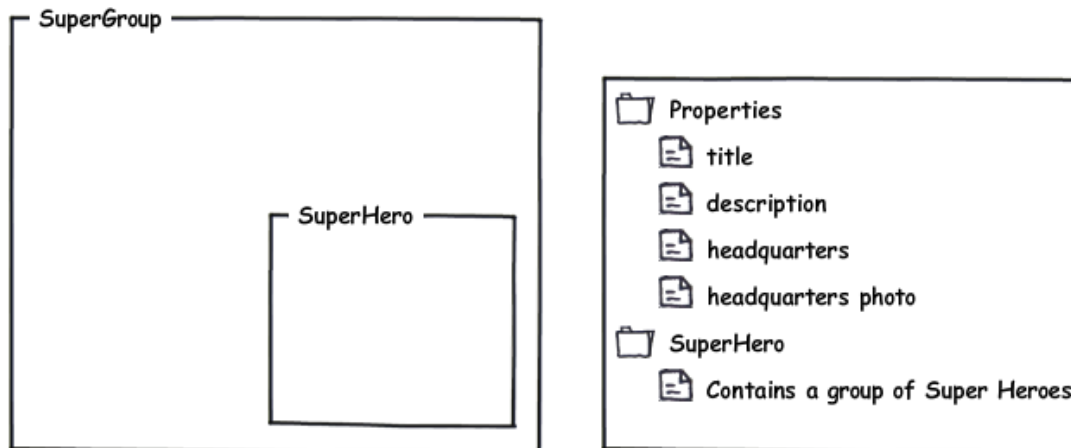 SuperGroup
SuperHero
Properties
title
description
headquarters
headquarters photo
SuperHero
Contains a group of Super Heroes